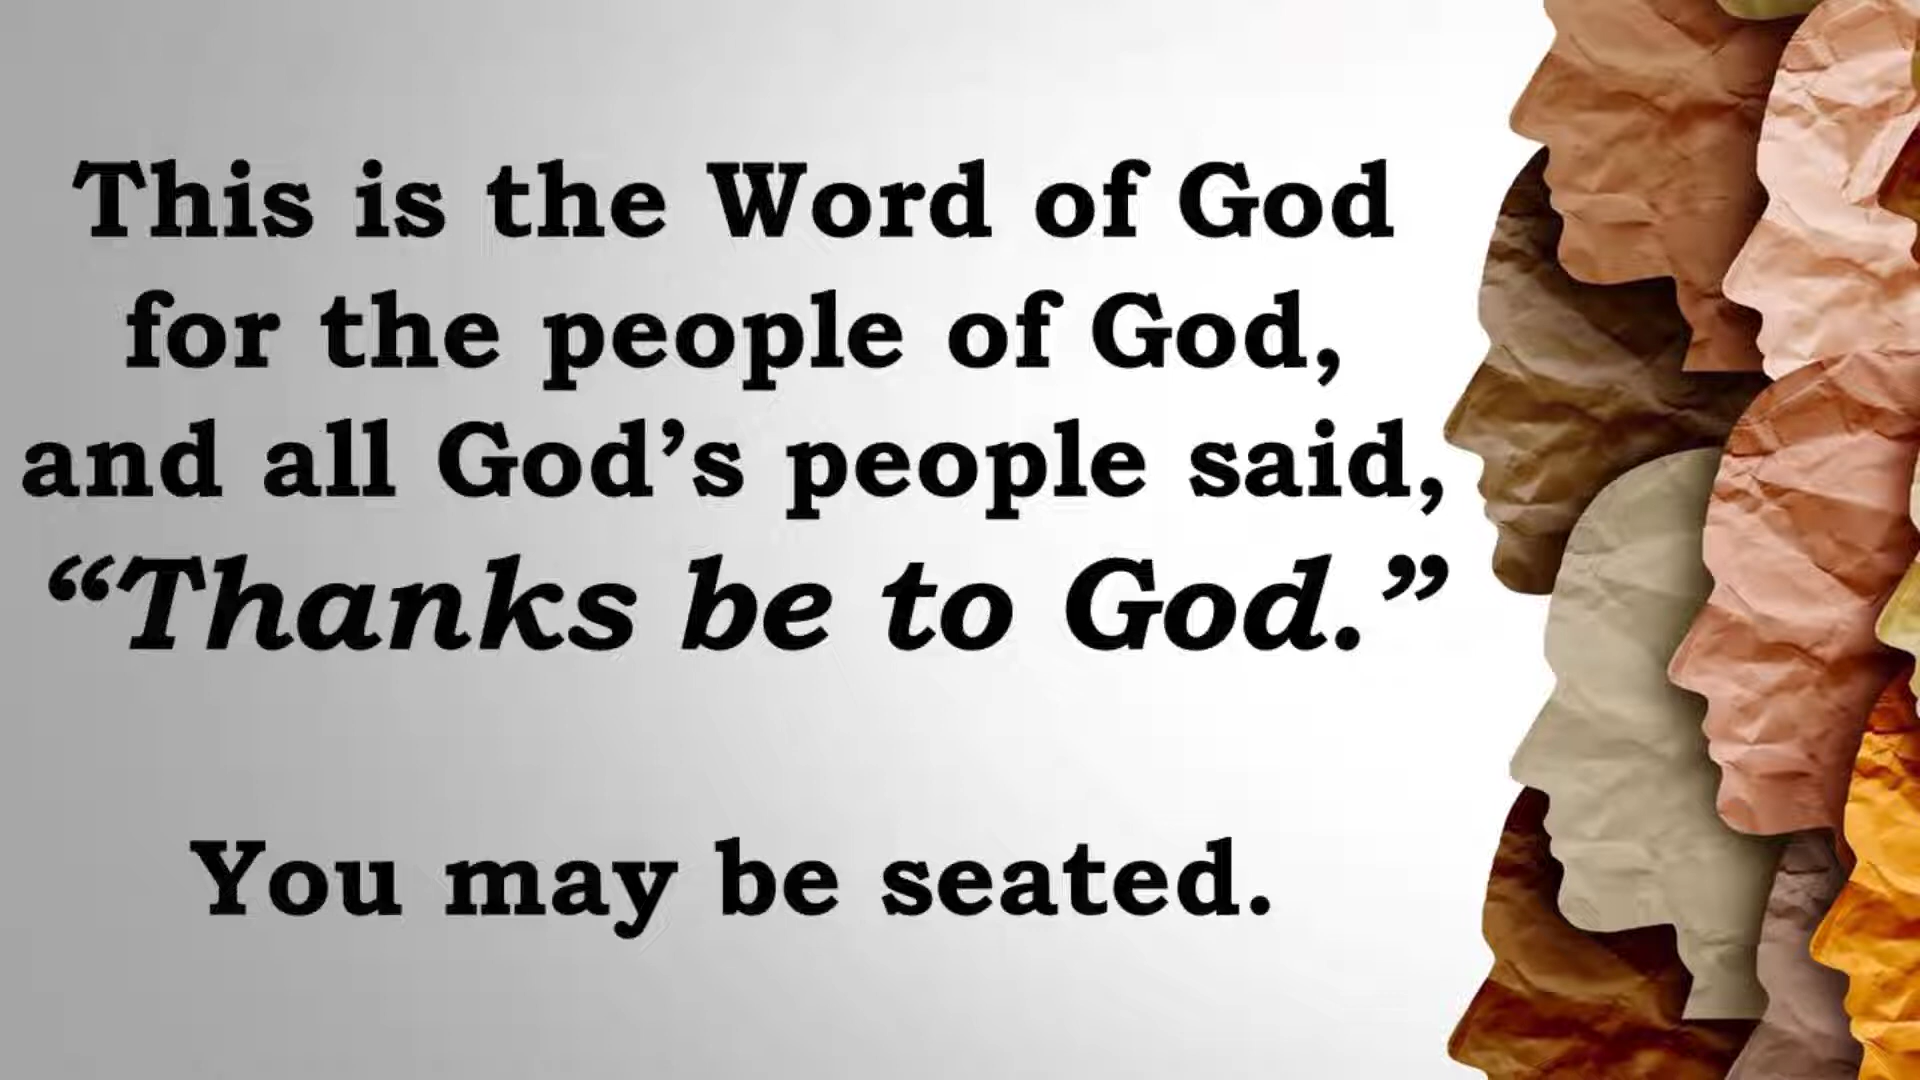 This is the Word of God
for the people of God,
and all God’s people said,
“Thanks be to God.”
You may be seated.